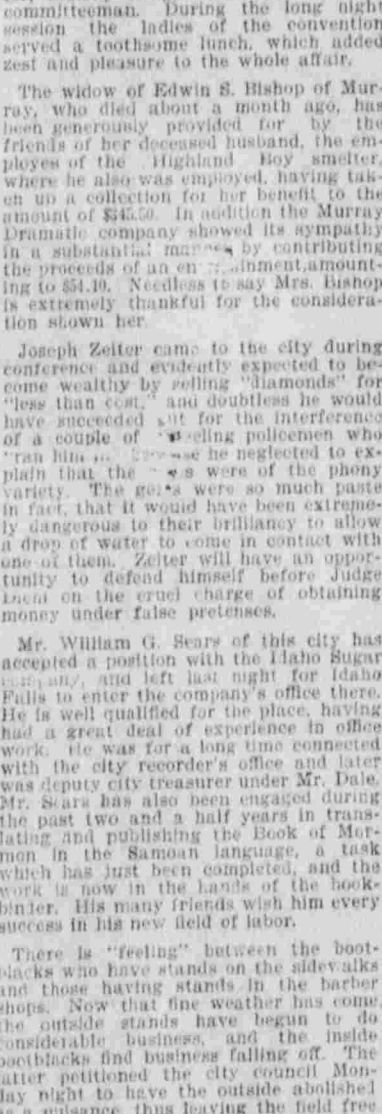 committeeman. During the long night
session the ladies of the convention
served a toothsome lunch, which added
zest and pleasure to the whole affair.
The widow of Edwin S. Bishop of Mur-
ray, who died about a month ago, has
been generously provided for by the
friends of her deceased husband, the em-
ployes of the Highland Boy smelter,
where he also was employed, having tak-
en up a collection for her benefit to the
amount of In addition the Murray
Dramatic company showed its sympathy
in a substantial by contributing
the proceeds of an amount-
ing to $54.10. Needless to say Mrs. Bishop
is extremely thankful for the considera-
tion shown her.
Joseph Zeiter came to the city during
conference and evidently expected to be-
come wealthy by selling "diamonds" for
"less than cost," and doubtless he would
have succeeded but for the interference
of a couple of policemen who
"ran him he neglected to ex-
plain that the were of the phony
variety. The were so much paste
in fact, that it would have been extreme-
ly dangerous to their brilliancy to allow
a drop of water to come in contact with
one of them. Zeiter will have an oppor-
tunity to defend himself before Judge
on the cruel charge of obtaining
money under false pretenses.
Mr. William G. Sears of this city has
accepted a position with the Idaho Sugar
company, and left last night for Idaho
Falls to enter the company's office there.
He is well qualified for the place, having
had a great deal of experience in office
work. He was for a long time connected
with the city recorder's office and later
was deputy city treasurer under Mr. Dale.
Mr. Sears has also been engaged during
the past two and a half years in trans-
lating and publishing the Book of Mor-
mon in the Samoan language, a task
which has just been completed, and the
work is now in the hands of the book-
binder. His many friends wish him every
success in his new field of labor.
There is "feeling" between the boot-
blacks who have stands on the sidewalks
and those having stands in the barber
shops. Now that fine weather has come
the outside stands have begun to do
considerable business, and the inside
bootblacks find business falling off. The
latter petitioned the city council Mon-
day night to have the outside abolished
as a nuisance, thus leaving the field free